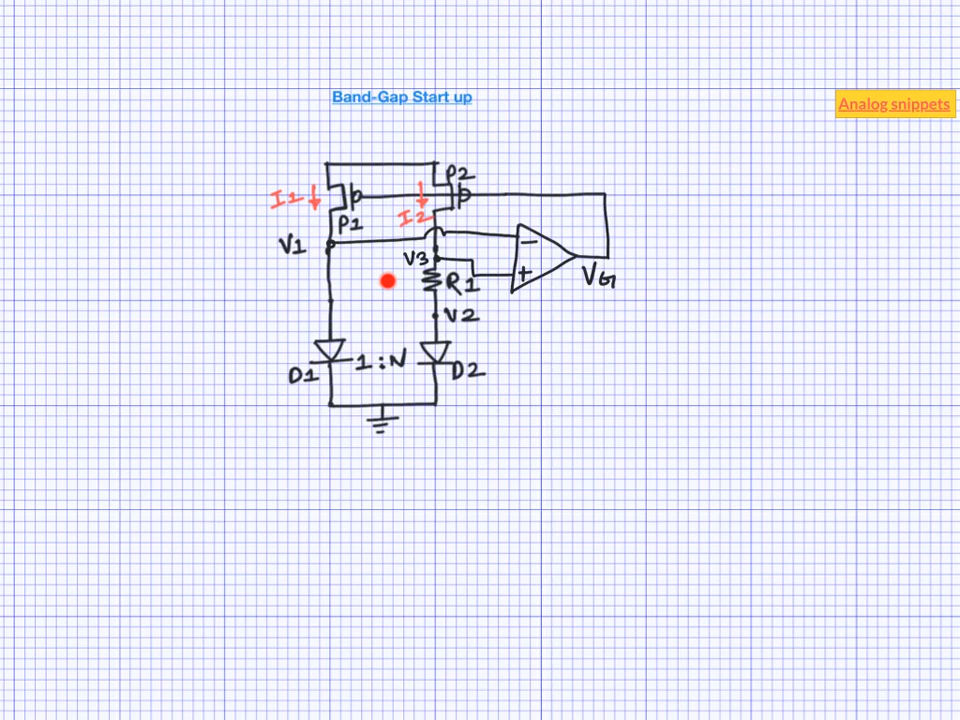 Band-Gap Start up
Analog snippets
P2
I1
P1
I2
V1
V3
R1
VG
V2
D1
1:N
D2